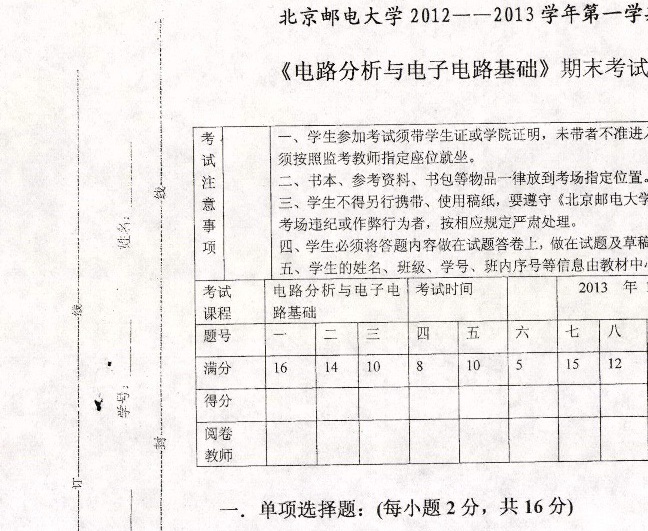 北京邮电大学 2012——2013 学年第一学
《电路分析与电子电路基础》期末考试
考试注意事项
一、学生参加考试须带学生证或学院证明，未带者不准进入
须按照监考教师指定座位就坐。
二、书本、参考资料、书包等物品一律放到考场指定位置。
三、学生不得另行携带、使用稿纸，要遵守《北京邮电大学
考场违纪或作弊行为者，按相应规定严肃处理。
四、学生必须将答题内容做在试题答卷上，做在试题及草稿
五、学生的姓名、班级、学号、班内序号等信息由教材中心
考试课程 电路分析与电子电路基础 考试时间 2013 年 1
题号 一 二 三 四 五 六 七 八
满分 16 14 10 8 10 5 15 12
得分
阅卷教师
一．单项选择题：(每小题 2 分，共 16 分)
姓名：
学号：
线
封
线
订